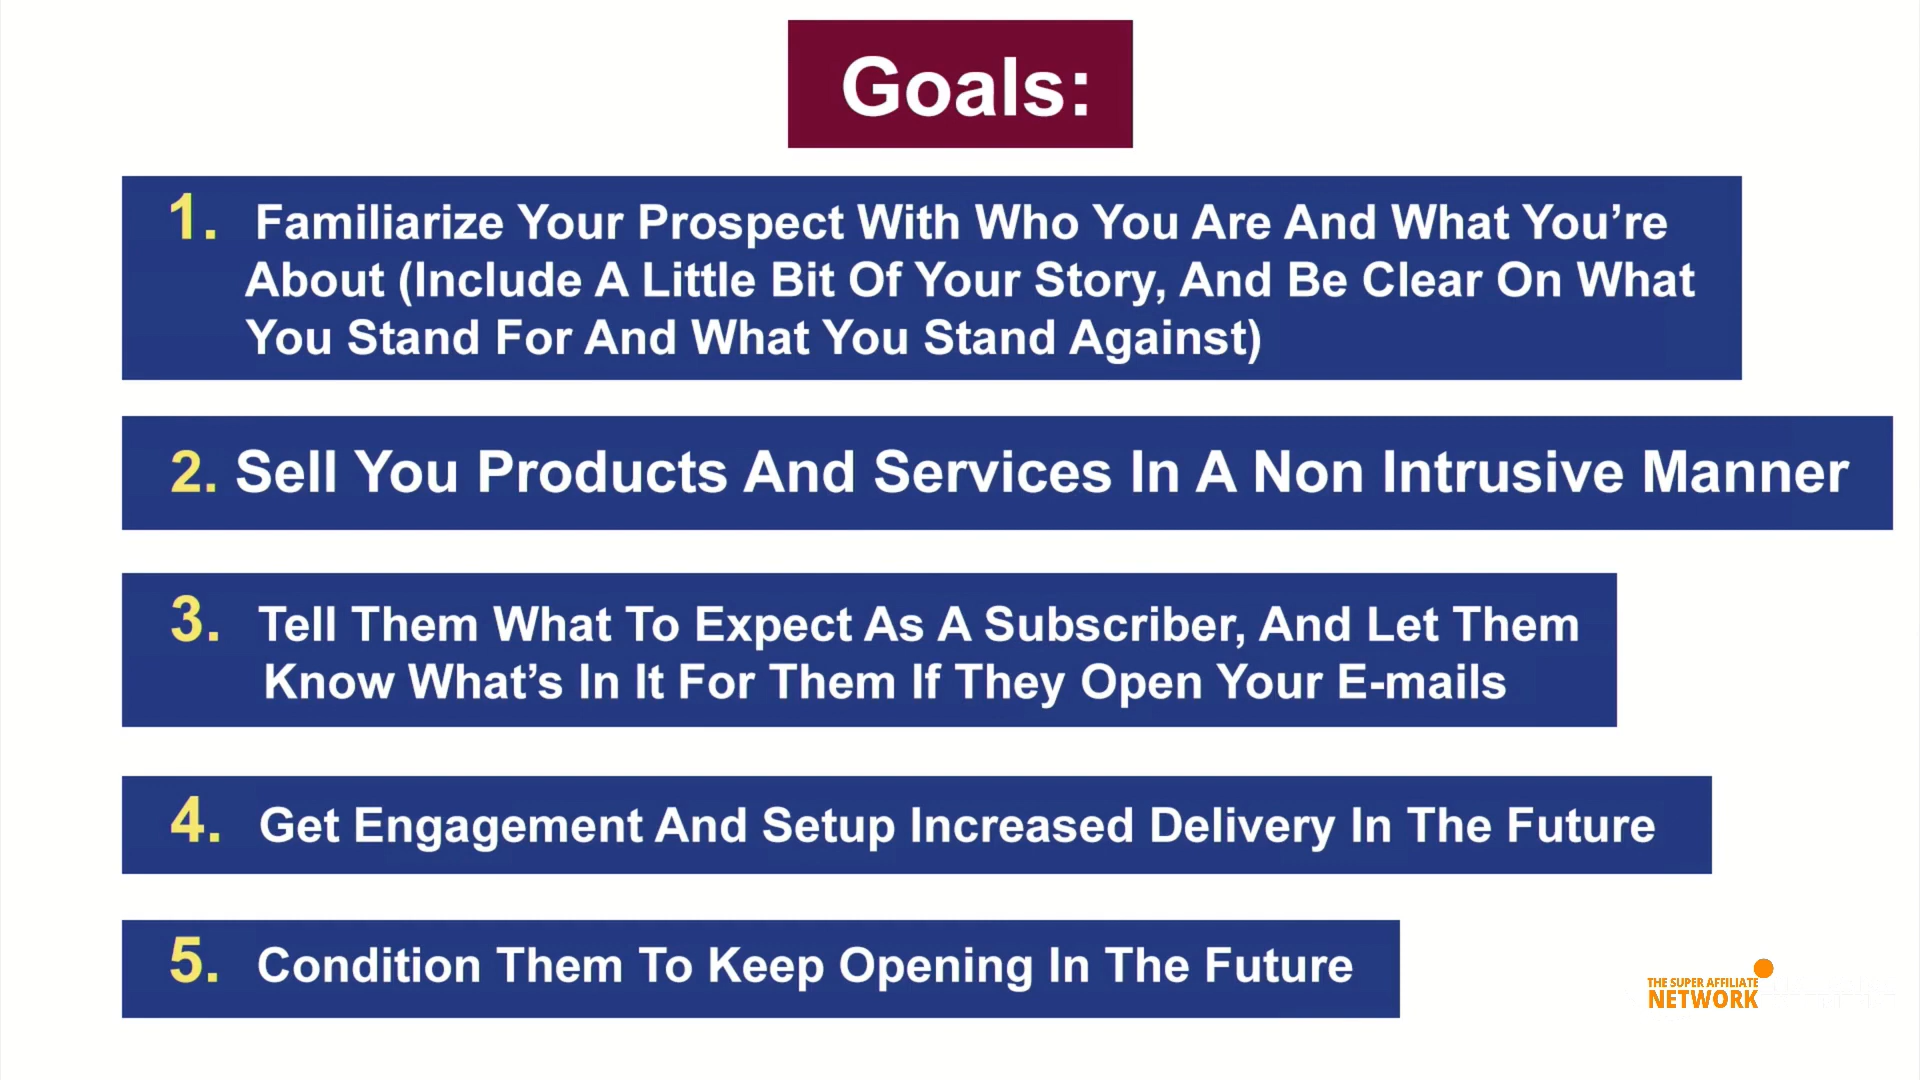 Goals:
1. Familiarize Your Prospect With Who You Are And What You’re
About (Include A Little Bit Of Your Story, And Be Clear On What
You Stand For And What You Stand Against)
2. Sell You Products And Services In A Non Intrusive Manner
3. Tell Them What To Expect As A Subscriber, And Let Them
Know What’s In It For Them If They Open Your E-mails
4. Get Engagement And Setup Increased Delivery In The Future
5. Condition Them To Keep Opening In The Future
THE SUPER AFFILIATE
NETWORK